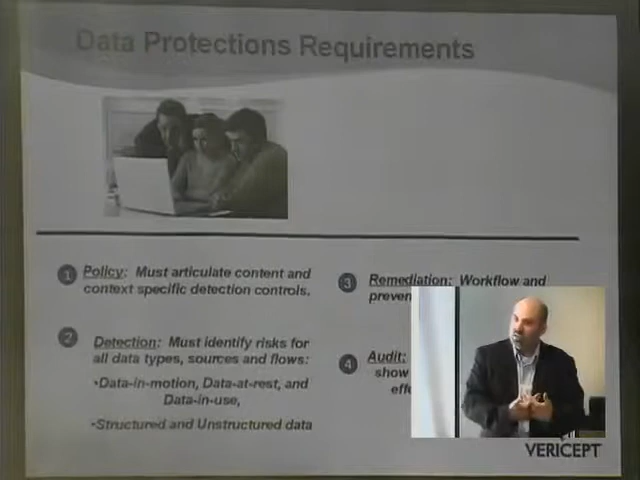 Data Protections Requirements
1 Policy: Must articulate content and
content specific detection controls.
2 Detection: Must identify risks for
all data types, sources and flows:
•Data-in-motion, Data-at-rest, and
Data-in-use,
•Structured and Unstructured data
3 Remediation: Workflow and
4 Audit:
show
VERICEPT